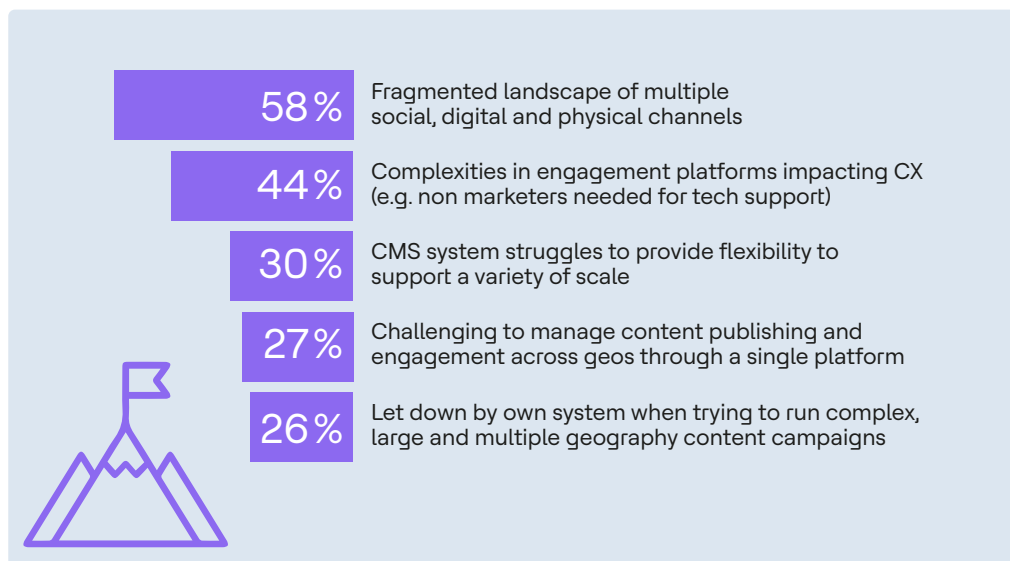 58%
Fragmented landscape of multiple
social, digital and physical channels
44%
Complexities in engagement platforms impacting CX
(e.g. non marketers needed for tech support)
30%
CMS system struggles to provide flexibility to
support a variety of scale
27%
Challenging to manage content publishing and
engagement across geos through a single platform
26%
Let down by own system when trying to run complex,
large and multiple geography content campaigns